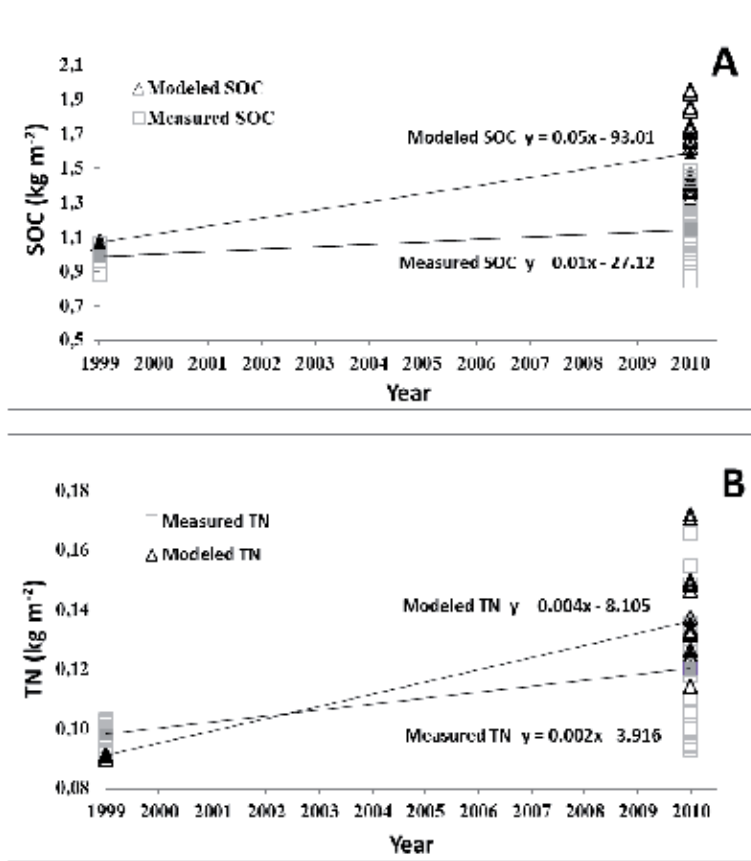 A
2,1
1,9
1,7
1,5
1,3
1,1
0,9
0,7
0,5
SOC (kg m⁻²)
△ Modeled SOC
□ Measured SOC
Modeled SOC y = 0.05x - 93.01
Measured SOC y 0.01x - 27.12
1999 2000 2001 2002 2003 2004 2005 2006 2007 2008 2009 2010
Year
B
0,18
0,16
0,14
0,12
0,10
0,08
TN (kg m⁻²)
Measured TN
△ Modeled TN
Modeled TN y 0.004x - 8.105
Measured TN y = 0.002x 3.916
1999 2000 2001 2002 2003 2004 2005 2006 2007 2008 2009 2010
Year